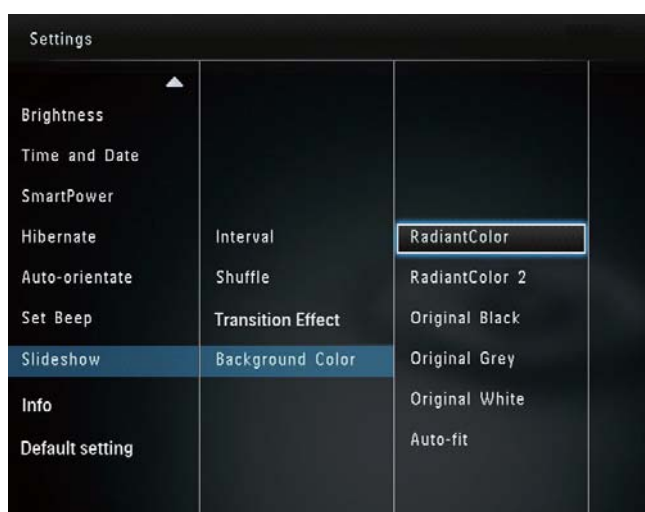 Settings
Brightness
Time and Date
SmartPower
Hibernate
Auto-orientate
Set Beep
Slideshow
Info
Default setting
Interval
Shuffle
Transition Effect
Background Color
RadiantColor
RadiantColor 2
Original Black
Original Grey
Original White
Auto-fit